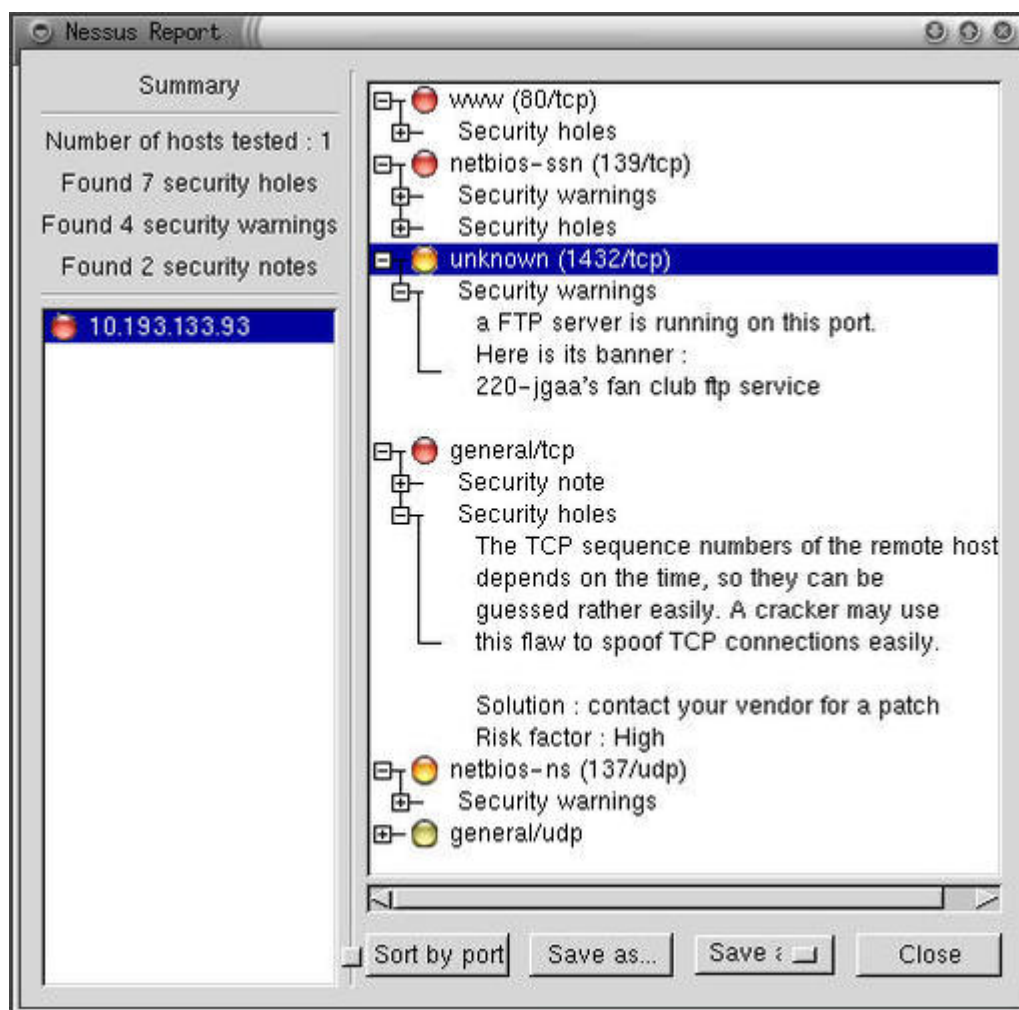 Nessus Report
Summary
Number of hosts tested : 1
Found 7 security holes
Found 4 security warnings
Found 2 security notes
10.193.133.93
www (80/tcp)
Security holes
netbios-ssn (139/tcp)
Security warnings
Security holes
unknown (1432/tcp)
Security warnings
a FTP server is running on this port.
Here is its banner :
220-jgaa's fan club ftp service
general/tcp
Security note
Security holes
The TCP sequence numbers of the remote host
depends on the time, so they can be
guessed rather easily. A cracker may use
this flaw to spoof TCP connections easily.
Solution : contact your vendor for a patch
Risk factor : High
netbios-ns (137/udp)
Security warnings
general/udp
Sort by port
Save as...
Save
Close